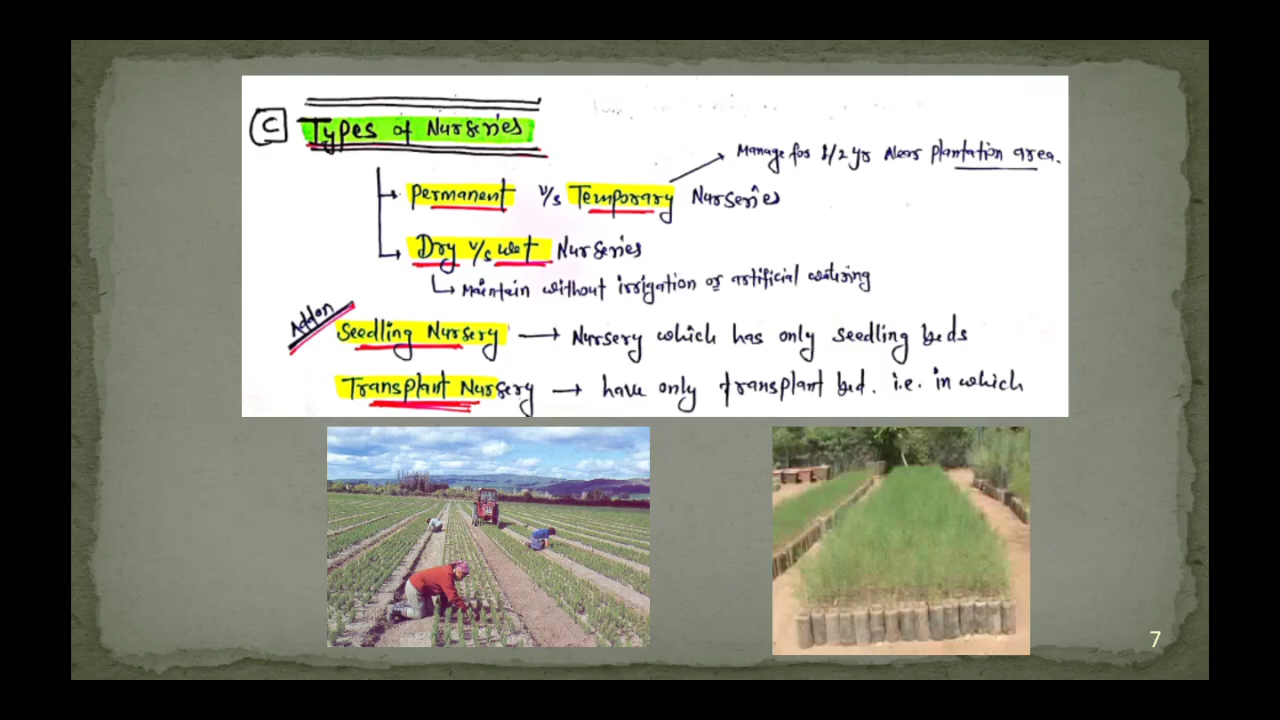 C Types of Nurseries
Manage for 1/2 yr Near plantation area.
Permanent v/s Temporary Nurseries
Dry v/s wet Nurseries
Maintain without irrigation or artificial watering
Addon
Seedling Nursery → Nursery which has only seedling beds
Transplant Nursery → have only transplant bed. i.e. in which
7